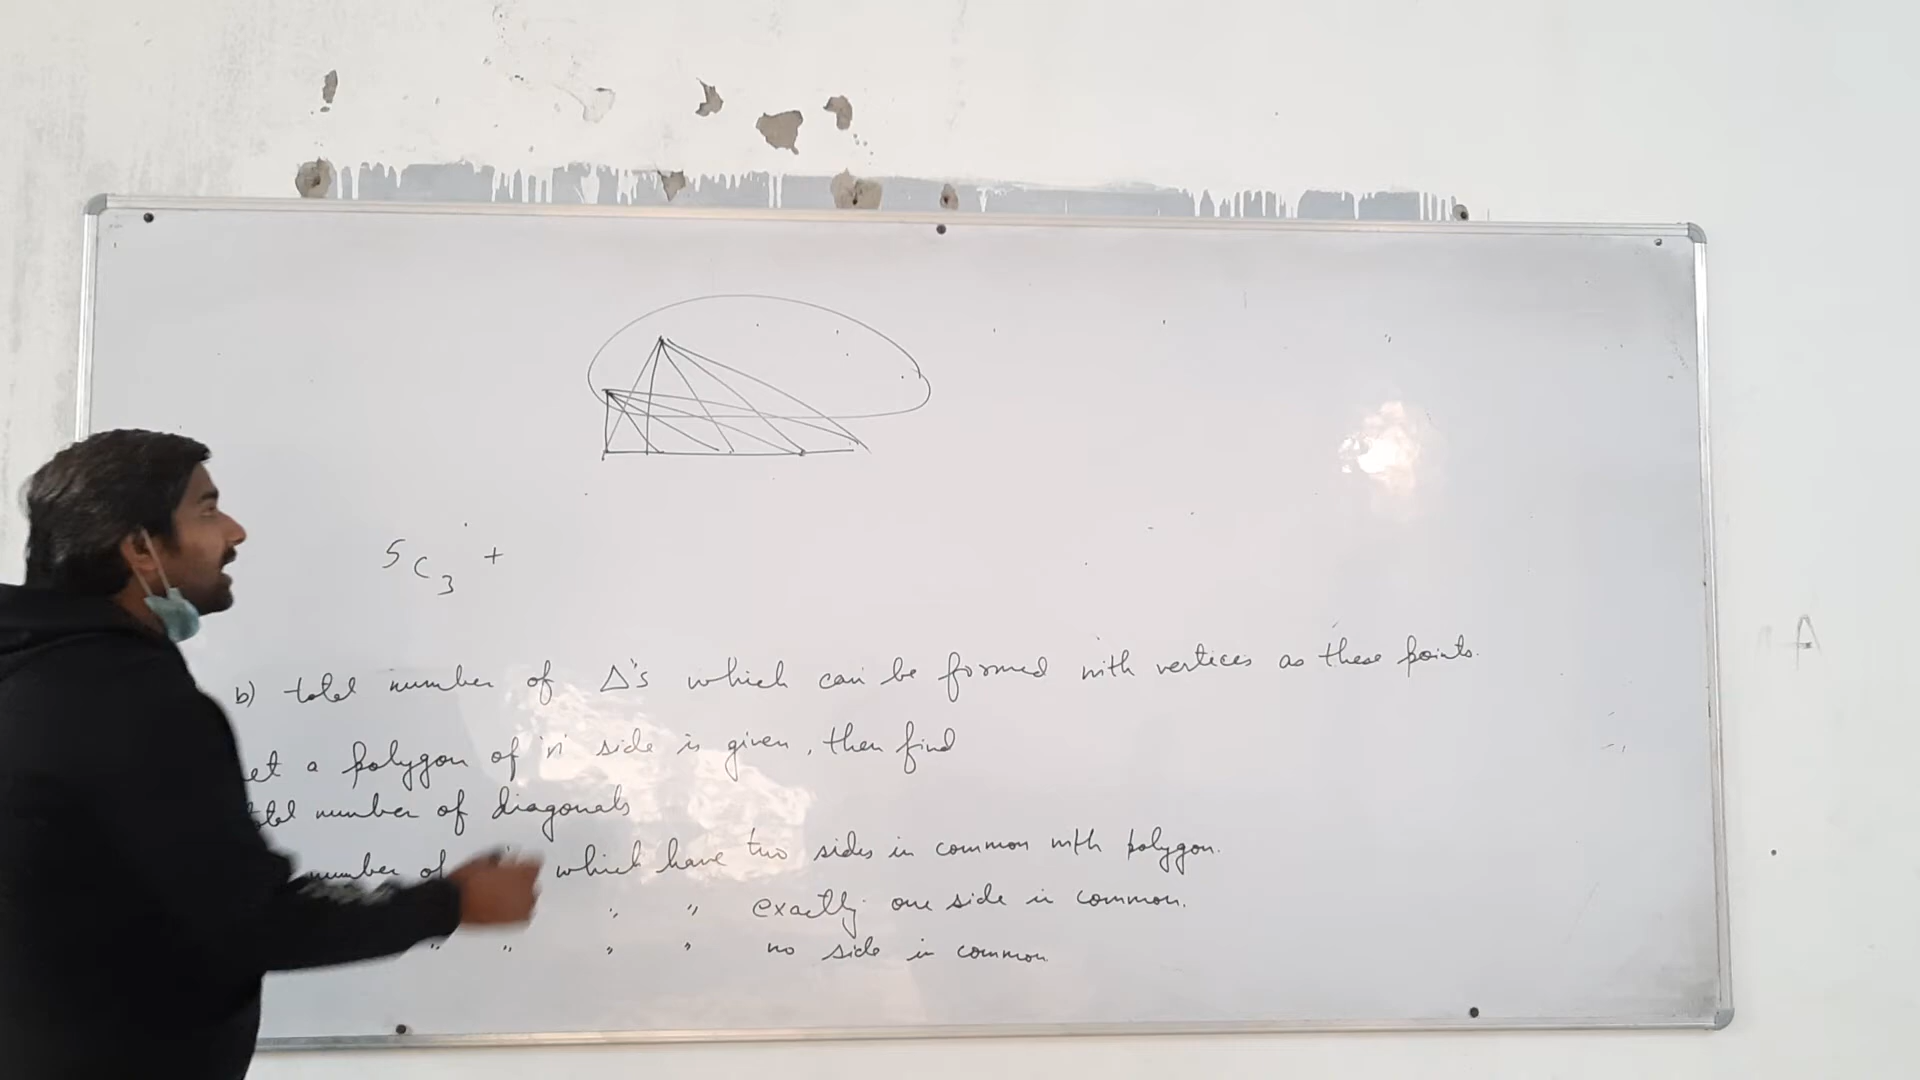 5C3 +
b) total number of Δ's which can be formed with vertices as these points.
et a polygon of 'n' side is given, then find
total number of diagonals
number of which have two sides in common with polygon.
" " exactly one side in common.
" " " " no side in common
A